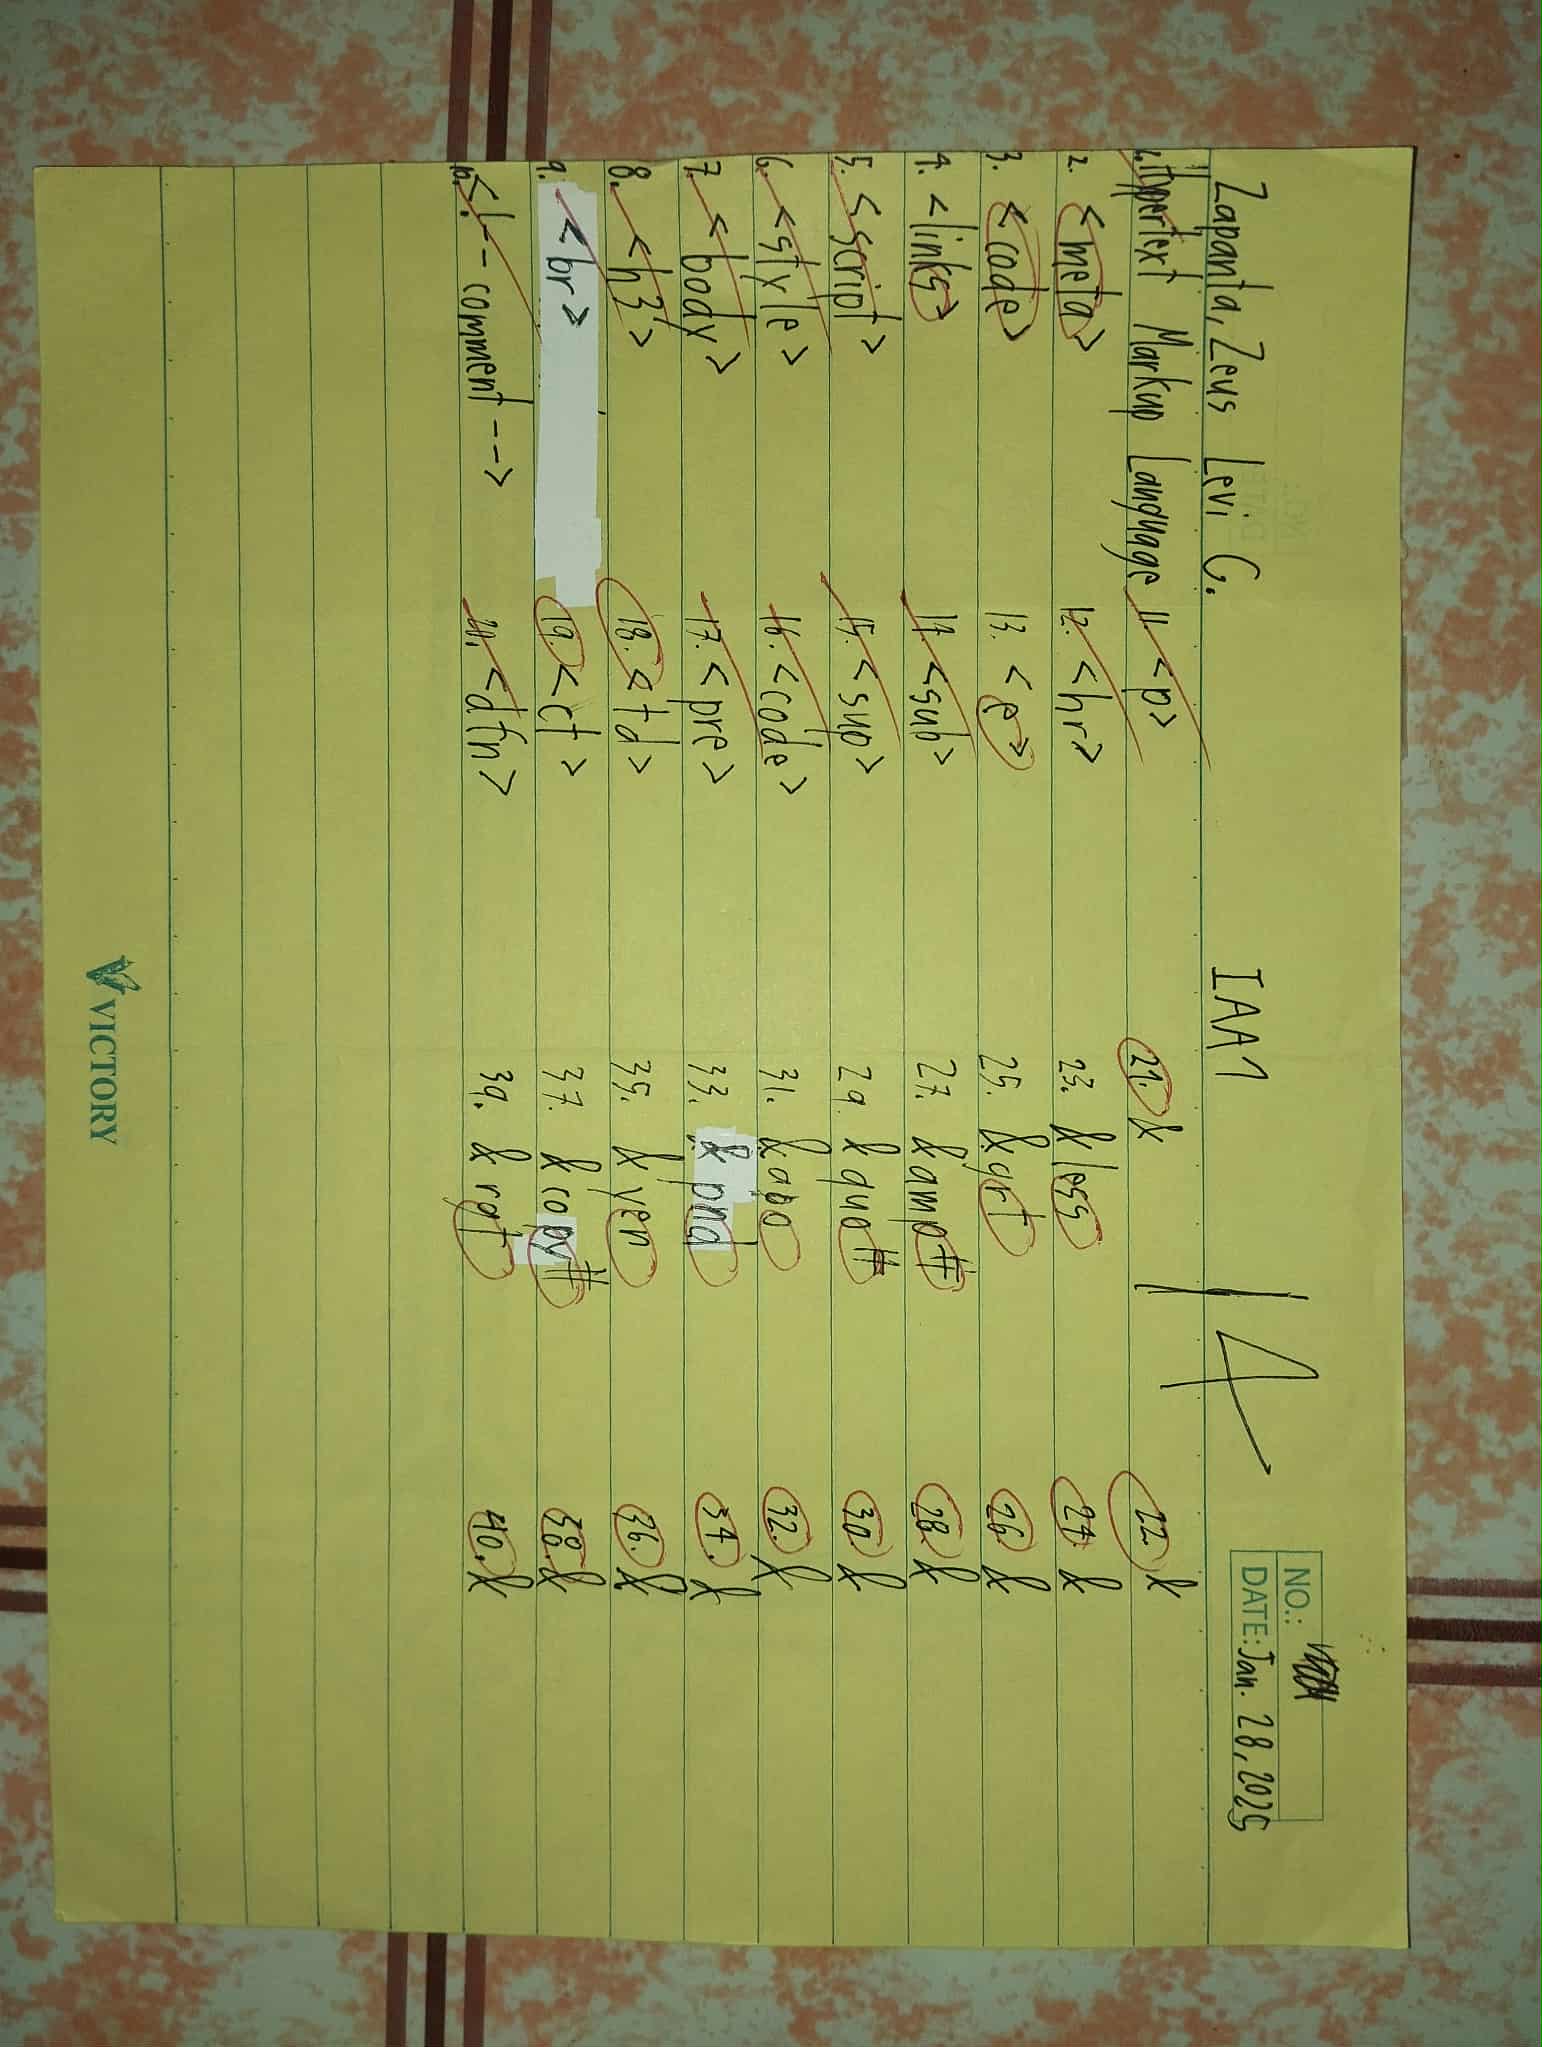 NO.:
DATE: Jan. 28, 2025
Zapanta, Zeus Levi C. IAA1 14
1. Hypertext Markup Language 11. <p> 21. & 22. &
2. <meta> 12. <hr> 23. &less 24. &
3. <code> 13. <e> 25. &grt 26. &
4. <links> 14. <sub> 27. &amp# 28. &
5. <script> 15. <sup> 29. &quo# 30. &
6. <style> 16. <code> 31. &apo 32. &
7. <body> 17. <pre> 33. & pnd 34. &
8. <h3> 18. <td> 35. & yen 36. &
9. <br> 19. <ct> 37. & copy# 38. &
10. <!-- comment --> 20. <dfn> 39. & rgt 40. &
VICTORY